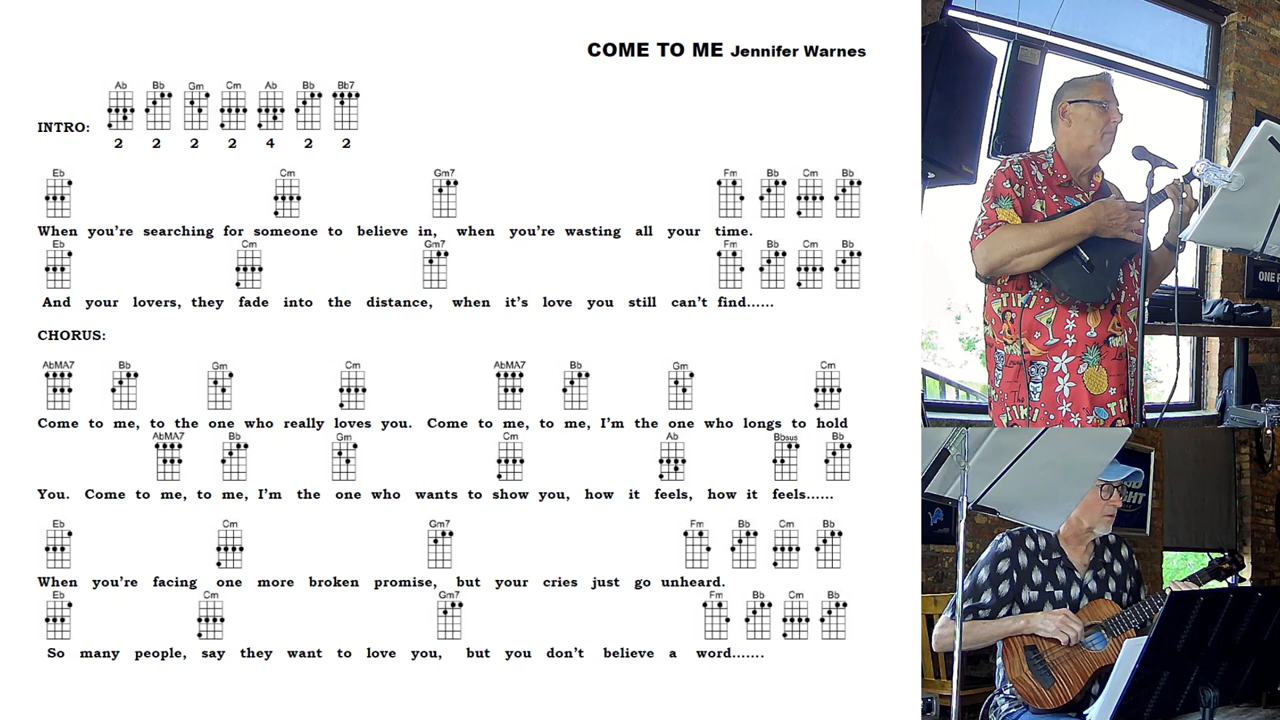 COME TO ME Jennifer Warnes
Ab Bb Gm Cm Ab Bb Bb7
INTRO:
2 2 2 2 4 2 2
Eb Cm Gm7 Fm Bb Cm Bb
When you're searching for someone to believe in, when you're wasting all your time.
Eb Cm Gm7 Fm Bb Cm Bb
And your lovers, they fade into the distance, when it's love you still can't find......
CHORUS:
AbMA7 Bb Gm Cm AbMA7 Bb Gm Cm
Come to me, to the one who really loves you. Come to me, to me, I'm the one who longs to hold
AbMA7 Bb Gm Cm Ab Bbsus Bb
You. Come to me, to me, I'm the one who wants to show you, how it feels, how it feels......
Eb Cm Gm7 Fm Bb Cm Bb
When you're facing one more broken promise, but your cries just go unheard.
Eb Cm Gm7 Fm Bb Cm Bb
So many people, say they want to love you, but you don't believe a word.......
TIKI
TIKI
ONE